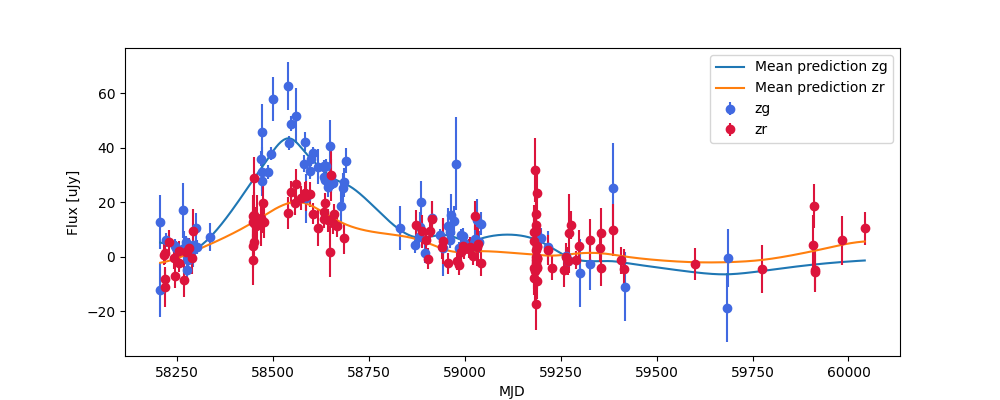 Mean prediction zg
Mean prediction zr
zg
zr
Flux [uJy]
60
40
20
0
−20
58250 58500 58750 59000 59250 59500 59750 60000
MJD